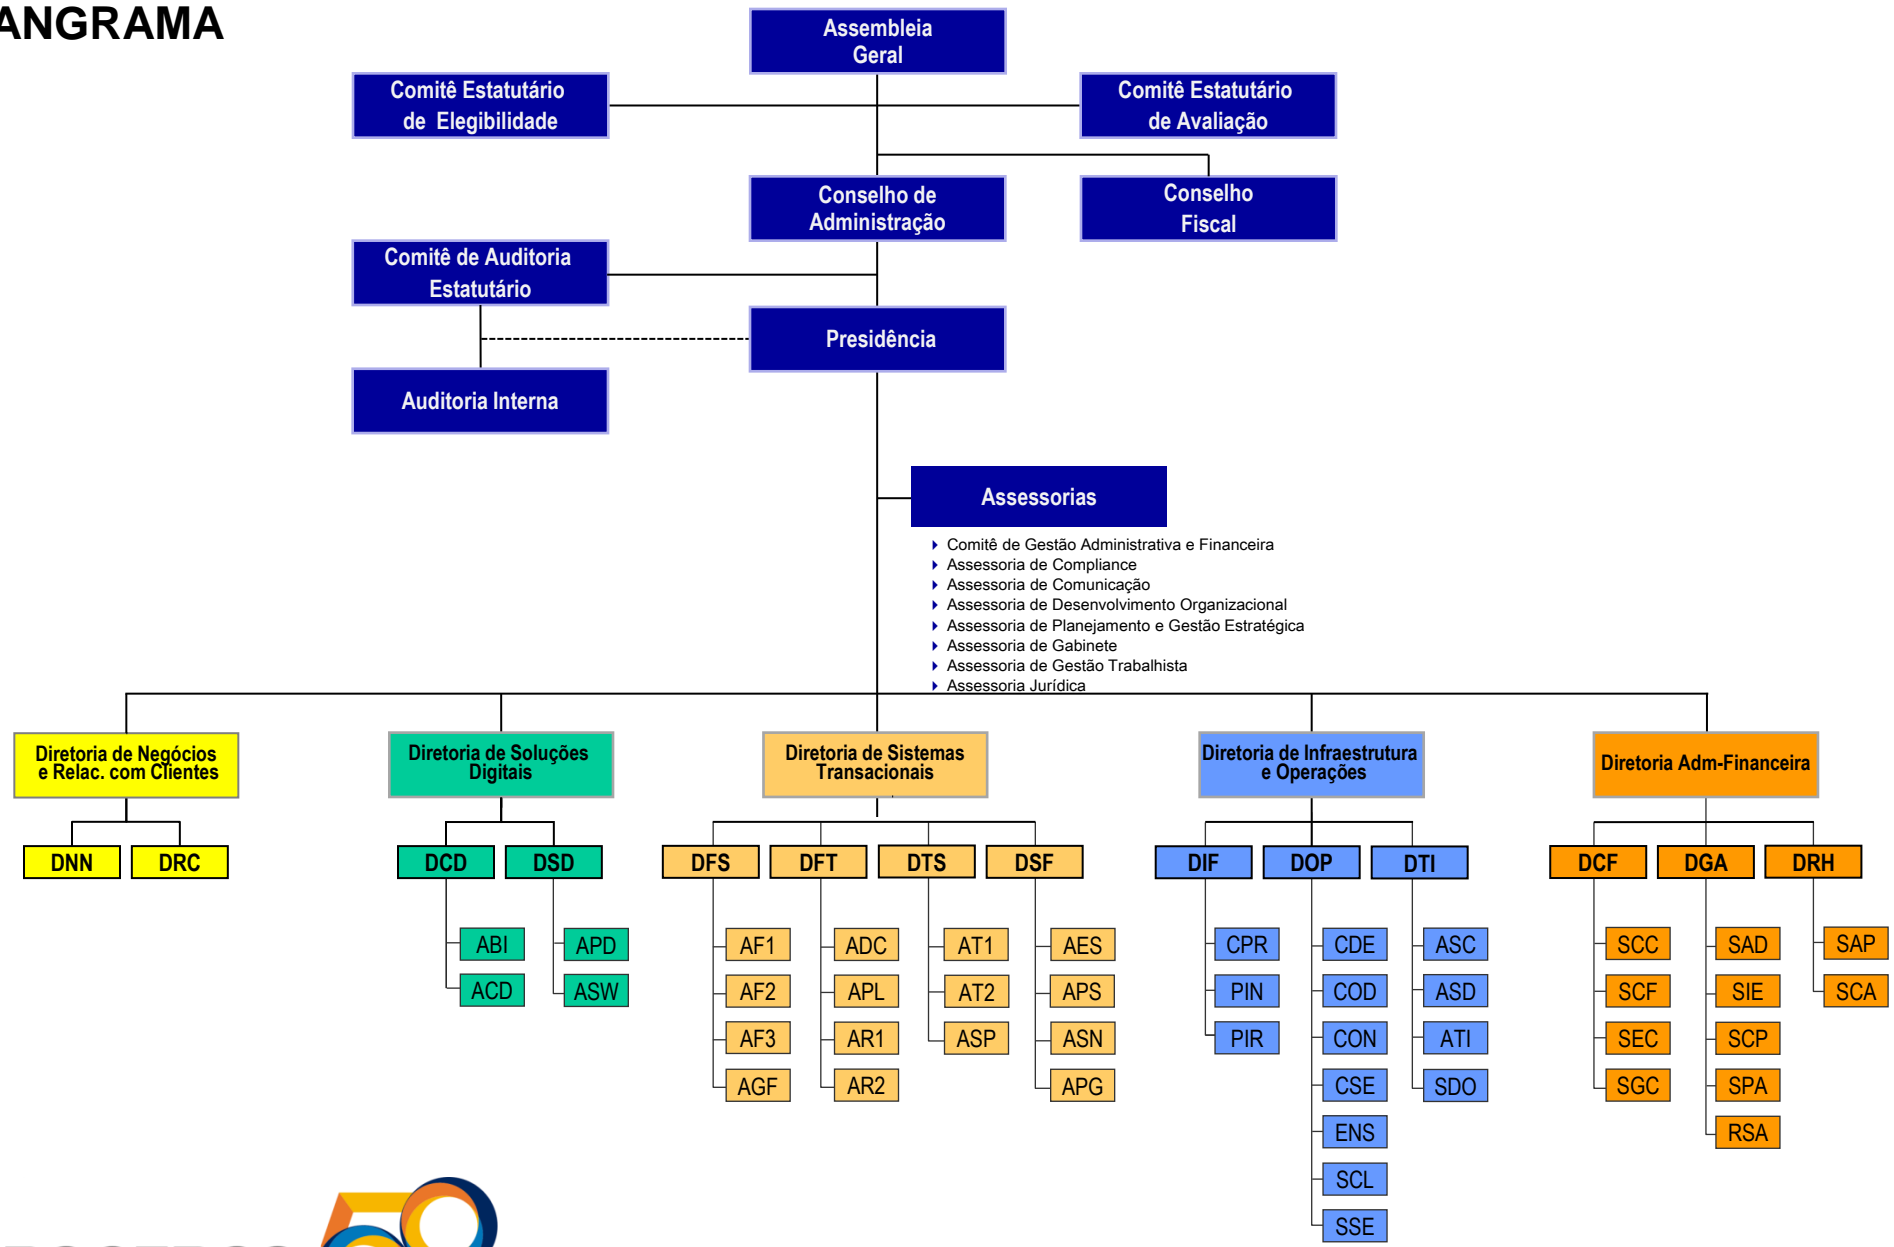 ANGRAMA
Assembleia
Geral
Comitê Estatutário
de Elegibilidade
Comitê Estatutário
de Avaliação
Conselho de
Administração
Conselho
Fiscal
Comitê de Auditoria
Estatutário
Presidência
Auditoria Interna
Assessorias
Comitê de Gestão Administrativa e Financeira
Assessoria de Compliance
Assessoria de Comunicação
Assessoria de Desenvolvimento Organizacional
Assessoria de Planejamento e Gestão Estratégica
Assessoria de Gabinete
Assessoria de Gestão Trabalhista
Assessoria Jurídica
Diretoria de Negócios
e Relac. com Clientes
Diretoria de Soluções
Digitais
Diretoria de Sistemas
Transacionais
Diretoria de Infraestrutura
e Operações
Diretoria Adm-Financeira
DNN DRC DCD DSD DFS DFT DTS DSF DIF DOP DTI DCF DGA DRH
ABI APD AF1 ADC AT1 AES CPR CDE ASC SCC SAD SAP
ACD ASW AF2 APL AT2 APS PIN COD ASD SCF SIE SCA
AF3 AR1 ASP ASN PIR CON ATI SEC SCP
AGF AR2 APG CSE SDO SGC SPA
ENS RSA
SCL
SSE